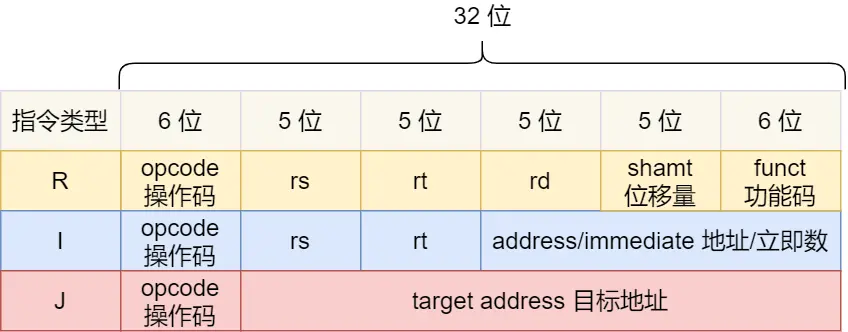 32 位
指令类型 6 位 5 位 5 位 5 位 5 位 6 位
R opcode 操作码 rs rt rd shamt 位移量 funct 功能码
I opcode 操作码 rs rt address/immediate 地址/立即数
J opcode 操作码 target address 目标地址